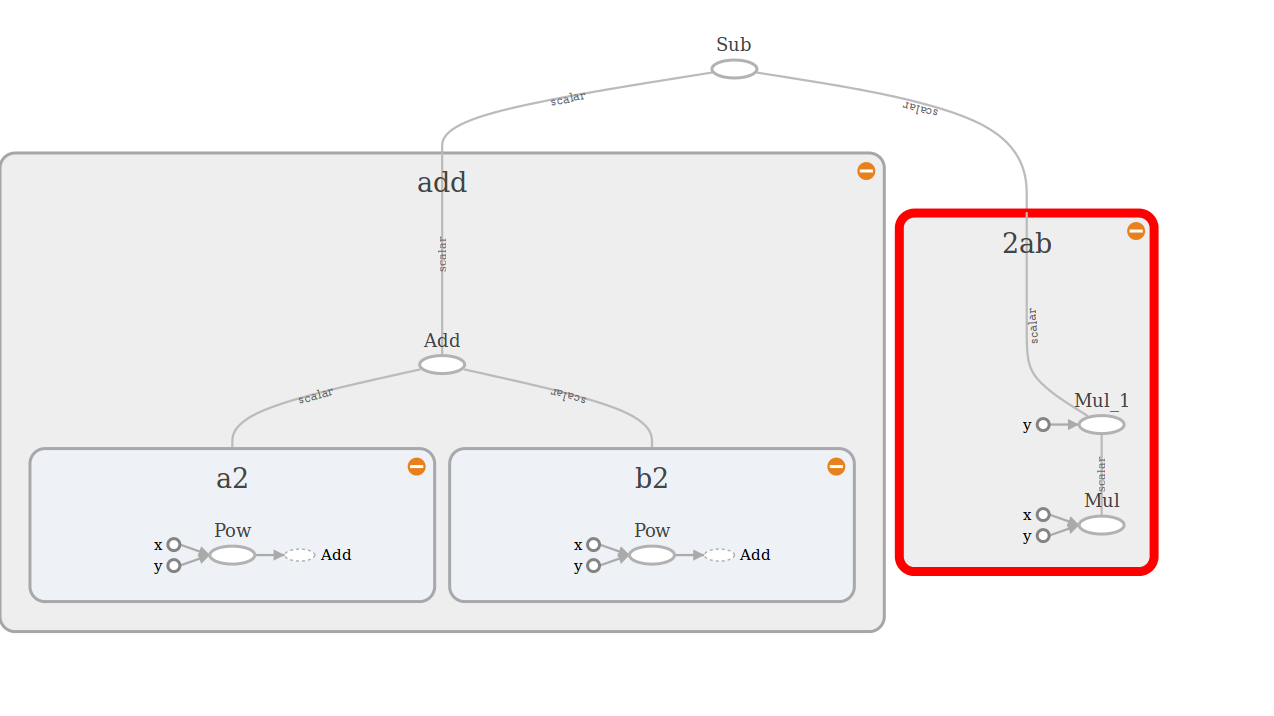 Sub
scalar
scalar
add
scalar
2ab
scalar
Add
scalar
scalar
Mul_1
y
scalar
a2
b2
Mul
x
y
Pow
x
y
Add
Pow
x
y
Add